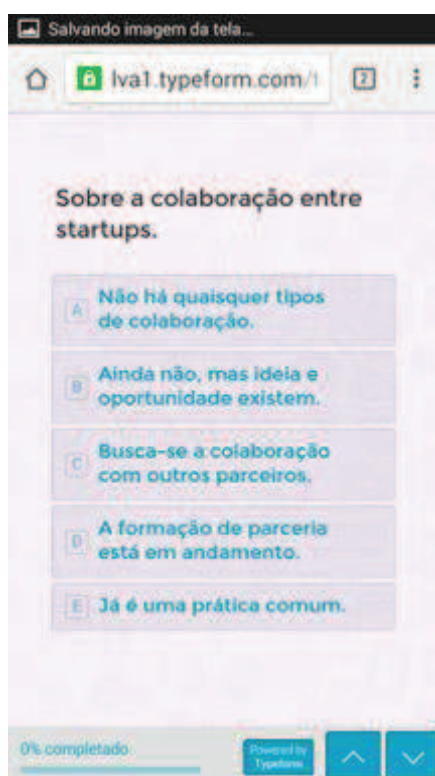 Salvando imagem da tela...
lva1.typeform.com/
2
Sobre a colaboração entre
startups.
A
Não há quaisquer tipos
de colaboração.
B
Ainda não, mas ideia e
oportunidade existem.
C
Busca-se a colaboração
com outros parceiros.
D
A formação de parceria
está em andamento.
E
Já é uma prática comum.
0% completado
Powered by
Typeform